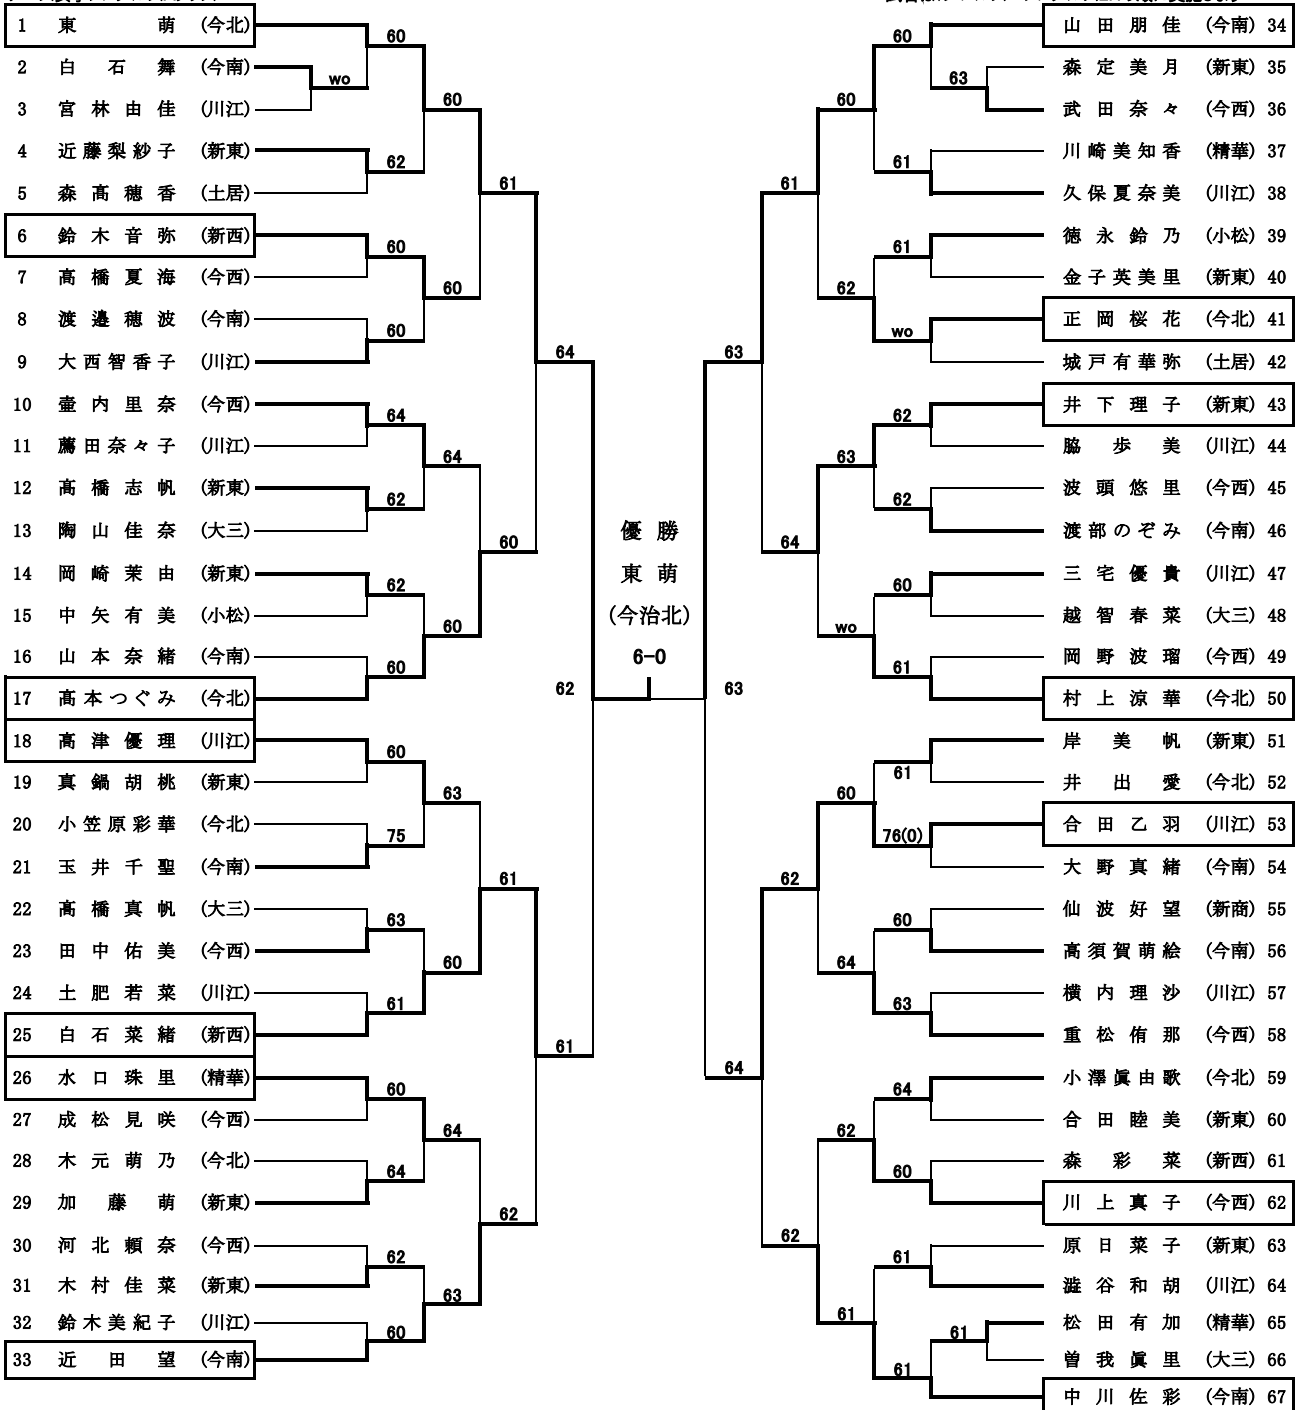 1 東 萌 (今北)
2 白石舞 (今南)
wo
3 宮林由佳 (川江)
4 近藤梨紗子 (新東)
5 森髙穂香 (土居)
6 鈴木音弥 (新西)
7 高橋夏海 (今西)
8 渡邉穂波 (今南)
9 大西智香子 (川江)
10 壷内里奈 (今西)
11 薦田奈々子 (川江)
12 高橋志帆 (新東)
13 陶山佳奈 (大三)
14 岡崎茉由 (新東)
15 中矢有美 (小松)
16 山本奈緒 (今南)
17 髙本つぐみ (今北)
18 高津優理 (川江)
19 真鍋胡桃 (新東)
20 小笠原彩華 (今北)
21 玉井千聖 (今南)
22 髙橋真帆 (大三)
23 田中佑美 (今西)
24 土肥若菜 (川江)
25 白石菜緒 (新西)
26 水口珠里 (精華)
27 成松見咲 (今西)
28 木元萌乃 (今北)
29 加藤萌 (新東)
30 河北頼奈 (今西)
31 木村佳菜 (新東)
32 鈴木美紀子 (川江)
33 近田望 (今南)
60
62
60
60
64
62
62
60
60
75
63
61
60
64
62
60
60
60
64
60
63
60
64
63
61
60
61
62
64
61
62
優勝
東萌
(今治北)
6-0
63
63
64
61
64
62
62
60
62
63
wo
60
64
62
61
60
61
61
wo
62
62
60
61
61
76(0)
60
63
64
60
61
61
63
61
山田朋佳 (今南) 34
森定美月 (新東) 35
武田奈々 (今西) 36
川崎美知香 (精華) 37
久保夏奈美 (川江) 38
徳永鈴乃 (小松) 39
金子英美里 (新東) 40
正岡桜花 (今北) 41
城戸有華弥 (土居) 42
井下理子 (新東) 43
脇歩美 (川江) 44
波頭悠里 (今西) 45
渡部のぞみ (今南) 46
三宅優貴 (川江) 47
越智春菜 (大三) 48
岡野波瑠 (今西) 49
村上涼華 (今北) 50
岸美帆 (新東) 51
井出愛 (今北) 52
合田乙羽 (川江) 53
大野真緒 (今南) 54
仙波好望 (新商) 55
高須賀萌絵 (今南) 56
横内理沙 (川江) 57
重松侑那 (今西) 58
小澤眞由歌 (今北) 59
合田睦美 (新東) 60
森彩菜 (新西) 61
川上真子 (今西) 62
原日菜子 (新東) 63
澁谷和胡 (川江) 64
松田有加 (精華) 65
曽我眞里 (大三) 66
中川佐彩 (今南) 67